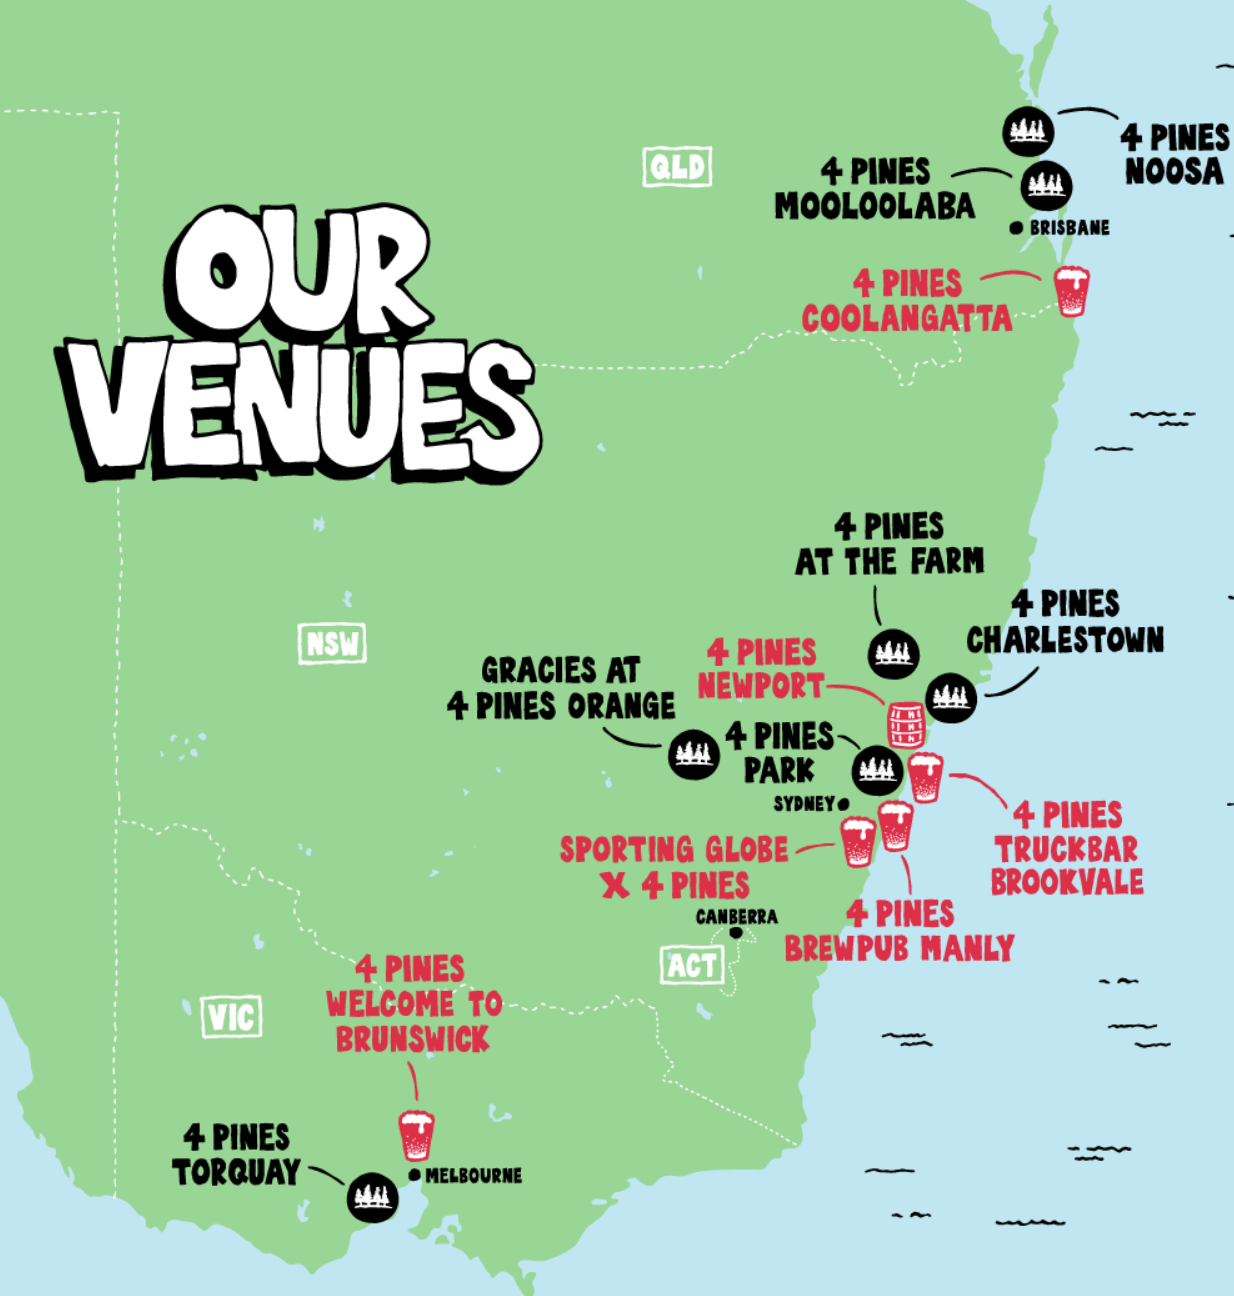 4 PINES
NOOSA
QLD
4 PINES
MOOLOOLABA
BRISBANE
OUR
VENUES
4 PINES
COOLANGATTA
4 PINES
AT THE FARM
4 PINES
CHARLESTOWN
NSW
4 PINES
NEWPORT
GRACIES AT
4 PINES ORANGE
4 PINES
PARK
SYDNEY
4 PINES
TRUCKBAR
BROOKVALE
SPORTING GLOBE
X 4 PINES
CANBERRA
4 PINES
BREWPUB MANLY
ACT
4 PINES
WELCOME TO
BRUNSWICK
VIC
4 PINES
TORQUAY
MELBOURNE